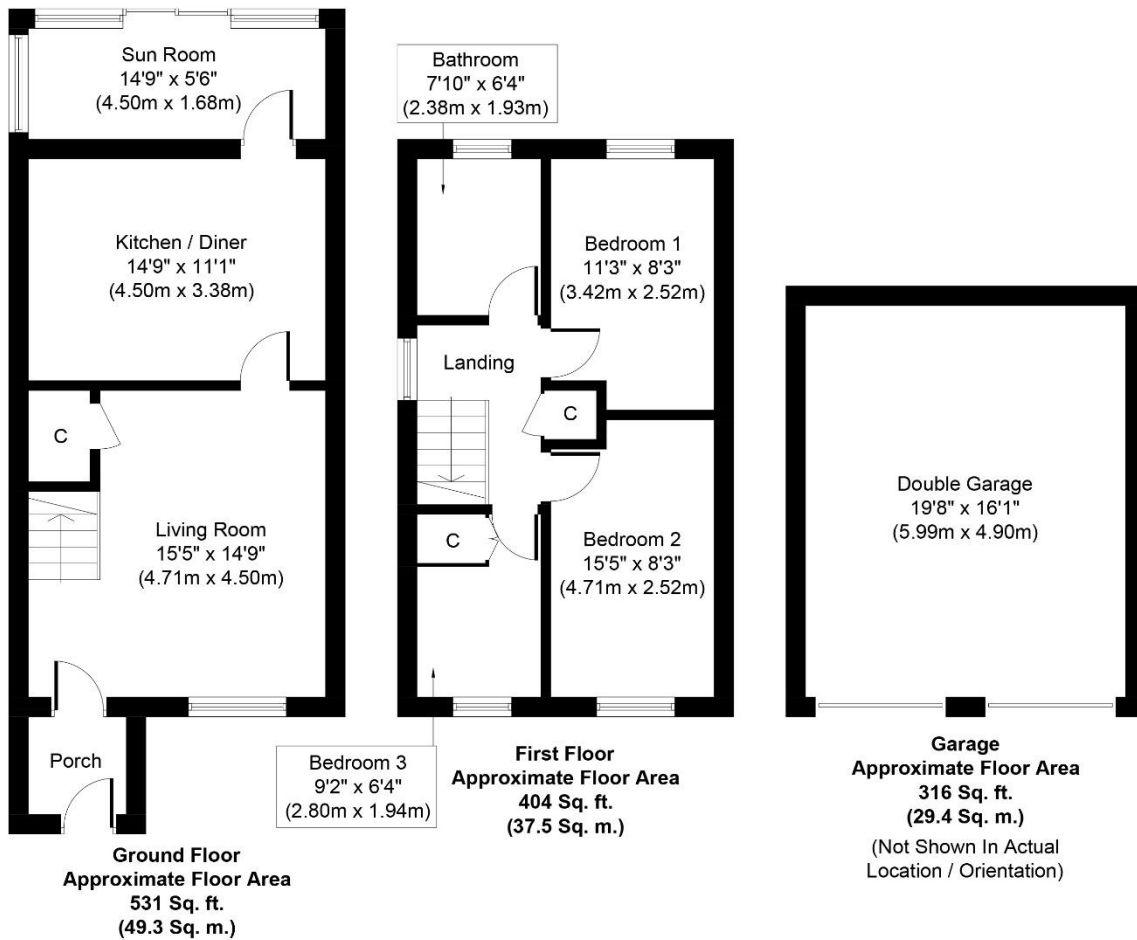 Sun Room
14'9" x 5'6"
(4.50m x 1.68m)
Kitchen / Diner
14'9" x 11'1"
(4.50m x 3.38m)
C
Living Room
15'5" x 14'9"
(4.71m x 4.50m)
Porch
Ground Floor
Approximate Floor Area
531 Sq. ft.
(49.3 Sq. m.)
Bathroom
7'10" x 6'4"
(2.38m x 1.93m)
Bedroom 1
11'3" x 8'3"
(3.42m x 2.52m)
Landing
C
C
Bedroom 2
15'5" x 8'3"
(4.71m x 2.52m)
Bedroom 3
9'2" x 6'4"
(2.80m x 1.94m)
First Floor
Approximate Floor Area
404 Sq. ft.
(37.5 Sq. m.)
Double Garage
19'8" x 16'1"
(5.99m x 4.90m)
Garage
Approximate Floor Area
316 Sq. ft.
(29.4 Sq. m.)
(Not Shown In Actual
Location / Orientation)